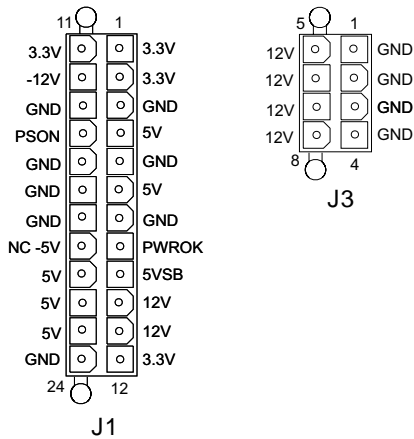 11 1
3.3V 3.3V
-12V 3.3V
GND GND
PSON 5V
GND GND
GND 5V
GND GND
NC -5V PWROK
5V 5VSB
5V 12V
5V 12V
GND 3.3V
24 12
J1
5 1
12V GND
12V GND
12V GND
12V GND
8 4
J3